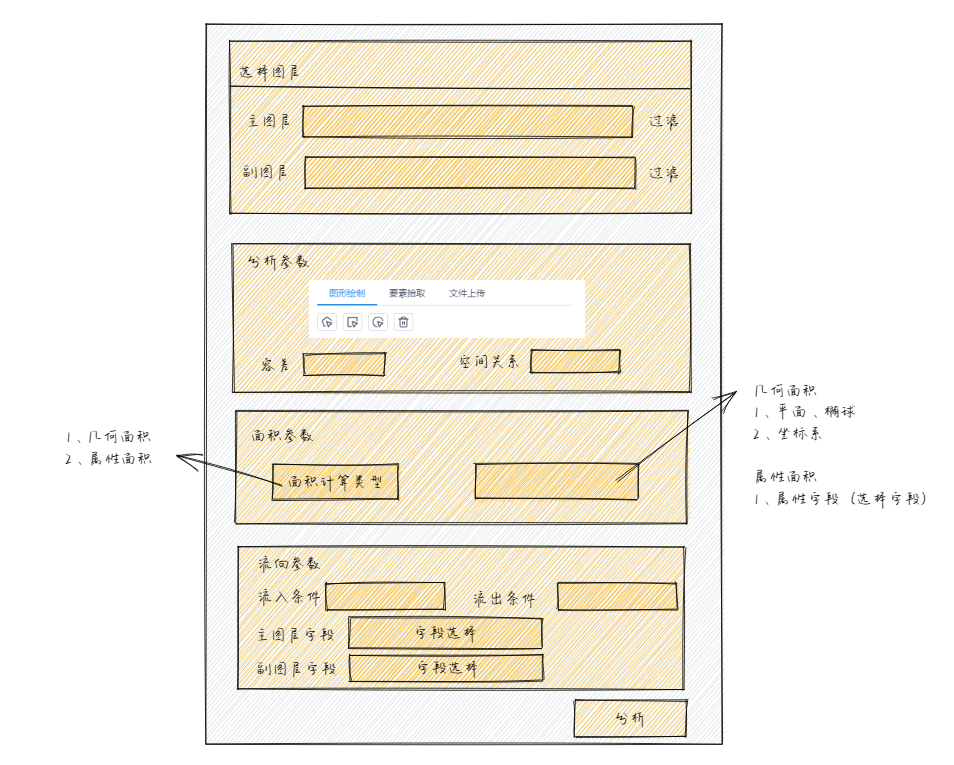 选择图层
主图层
过滤
副图层
过滤
分析参数
图形绘制 要素拾取 文件上传
容差
空间关系
面积参数
面积计算类型
1、几何面积
2、属性面积
几何面积
1、平面、椭球
2、坐标系
属性面积
1、属性字段（选择字段）
流向参数
流入条件
流出条件
主图层字段 字段选择
副图层字段 字段选择
分析